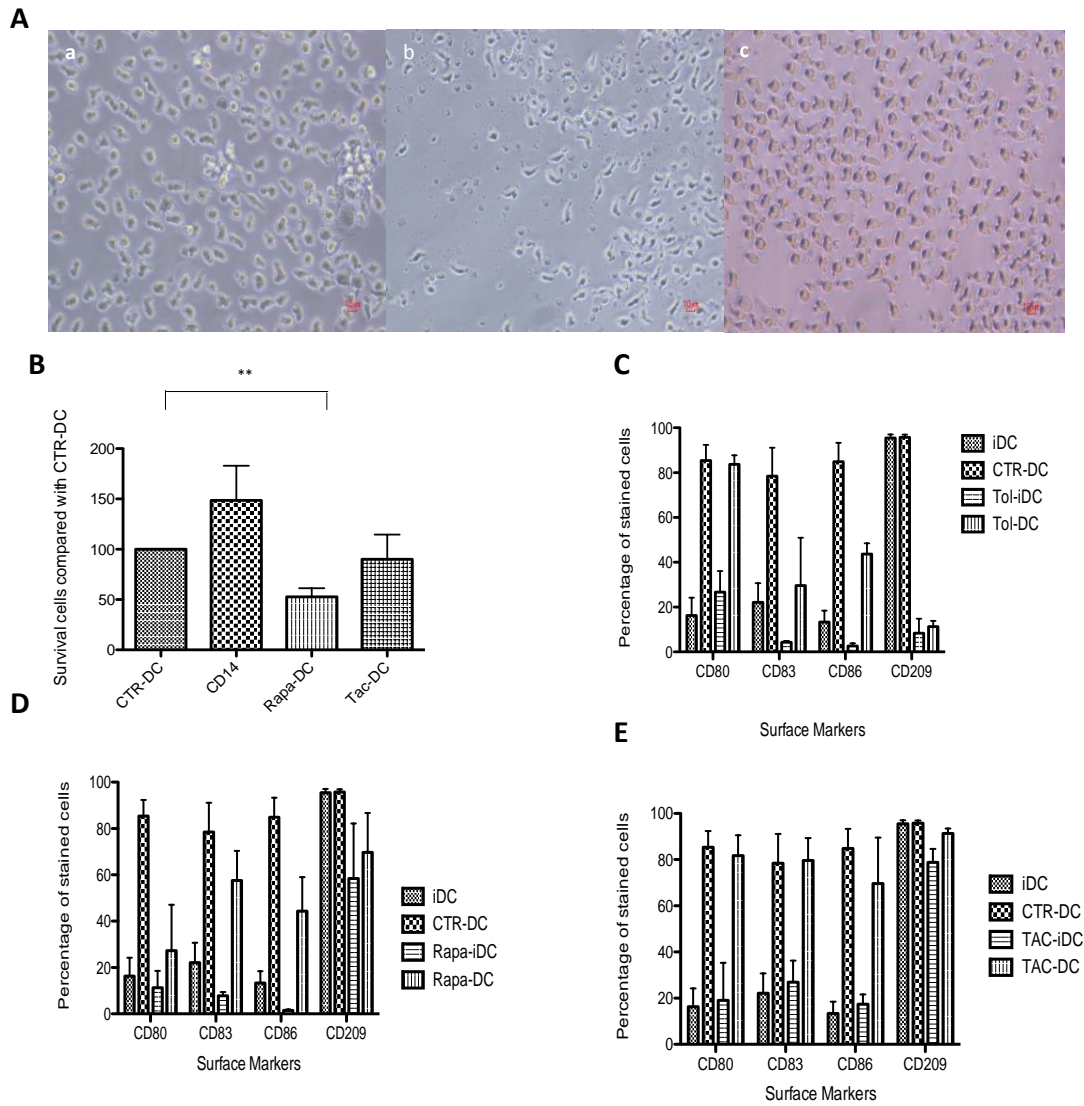 A
a
b
c
B
**
Survival cells compared with CTR-DC
200
150
100
50
0
CTR-DC
CD14
Rapa-DC
Tac-DC
C
Percentage of stained cells
100
80
60
40
20
0
CD80
CD83
CD86
CD209
Surface Markers
iDC
CTR-DC
Tol-iDC
Tol-DC
D
Percentage of stained cells
100
80
60
40
20
0
CD80
CD83
CD86
CD209
Surface Markers
iDC
CTR-DC
Rapa-iDC
Rapa-DC
E
Percentage of stained cells
100
80
60
40
20
0
CD80
CD83
CD86
CD209
Surface Markers
iDC
CTR-DC
TAC-iDC
TAC-DC